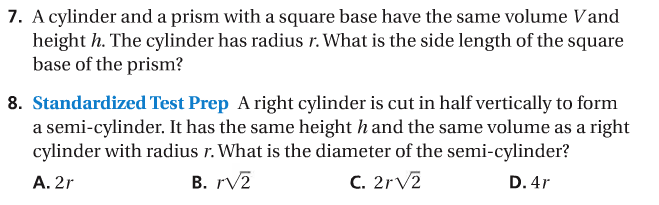 7. A cylinder and a prism with a square base have the same volume V and
height h. The cylinder has radius r. What is the side length of the square
base of the prism?
8. Standardized Test Prep A right cylinder is cut in half vertically to form
a semi-cylinder. It has the same height h and the same volume as a right
cylinder with radius r. What is the diameter of the semi-cylinder?
A. 2r B. r√2 C. 2r√2 D. 4r